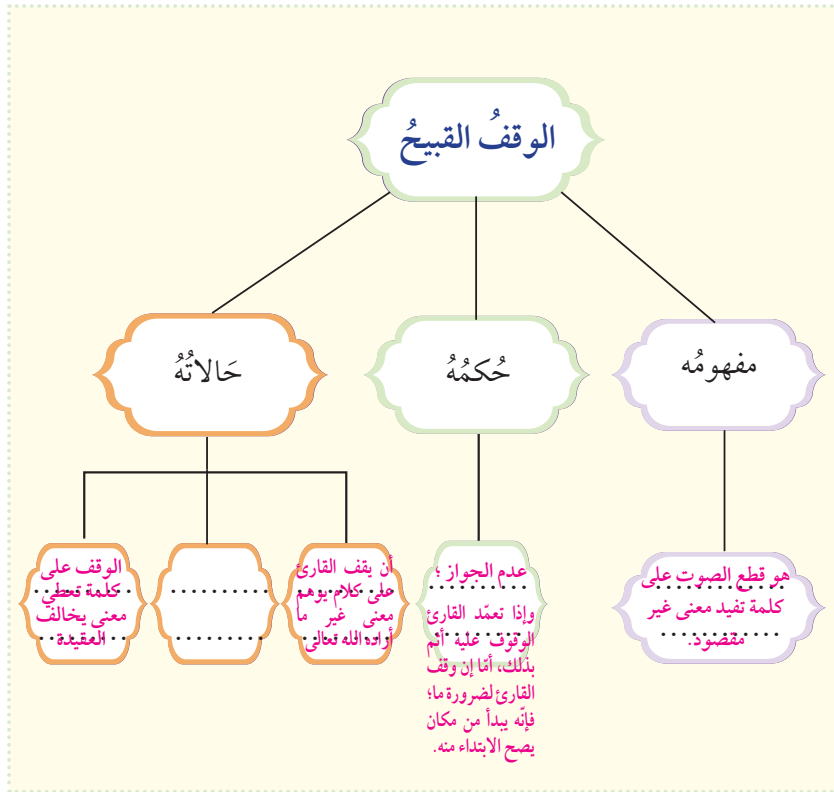 الوقفُ القبيحُ
مفهومُه
حُكمُهُ
حَالاتُهُ
هو قطع الصوت على
كلمة تفيد معنى غير
مقصود.
عدم الجواز ؛
وإذا تعمّد القارئ
الوقوف عليه أثم
بذلك، أمّا إن وقف
القارئ لضرورة ما؛
فإنّه يبدأ من مكان
يصح الابتداء منه.
أن يقف القارئ
على كلام يوهم
معنى غير ما
أراده الله تعالى
الوقف على
كلمة تعطي
معنى يخالف
العقيدة